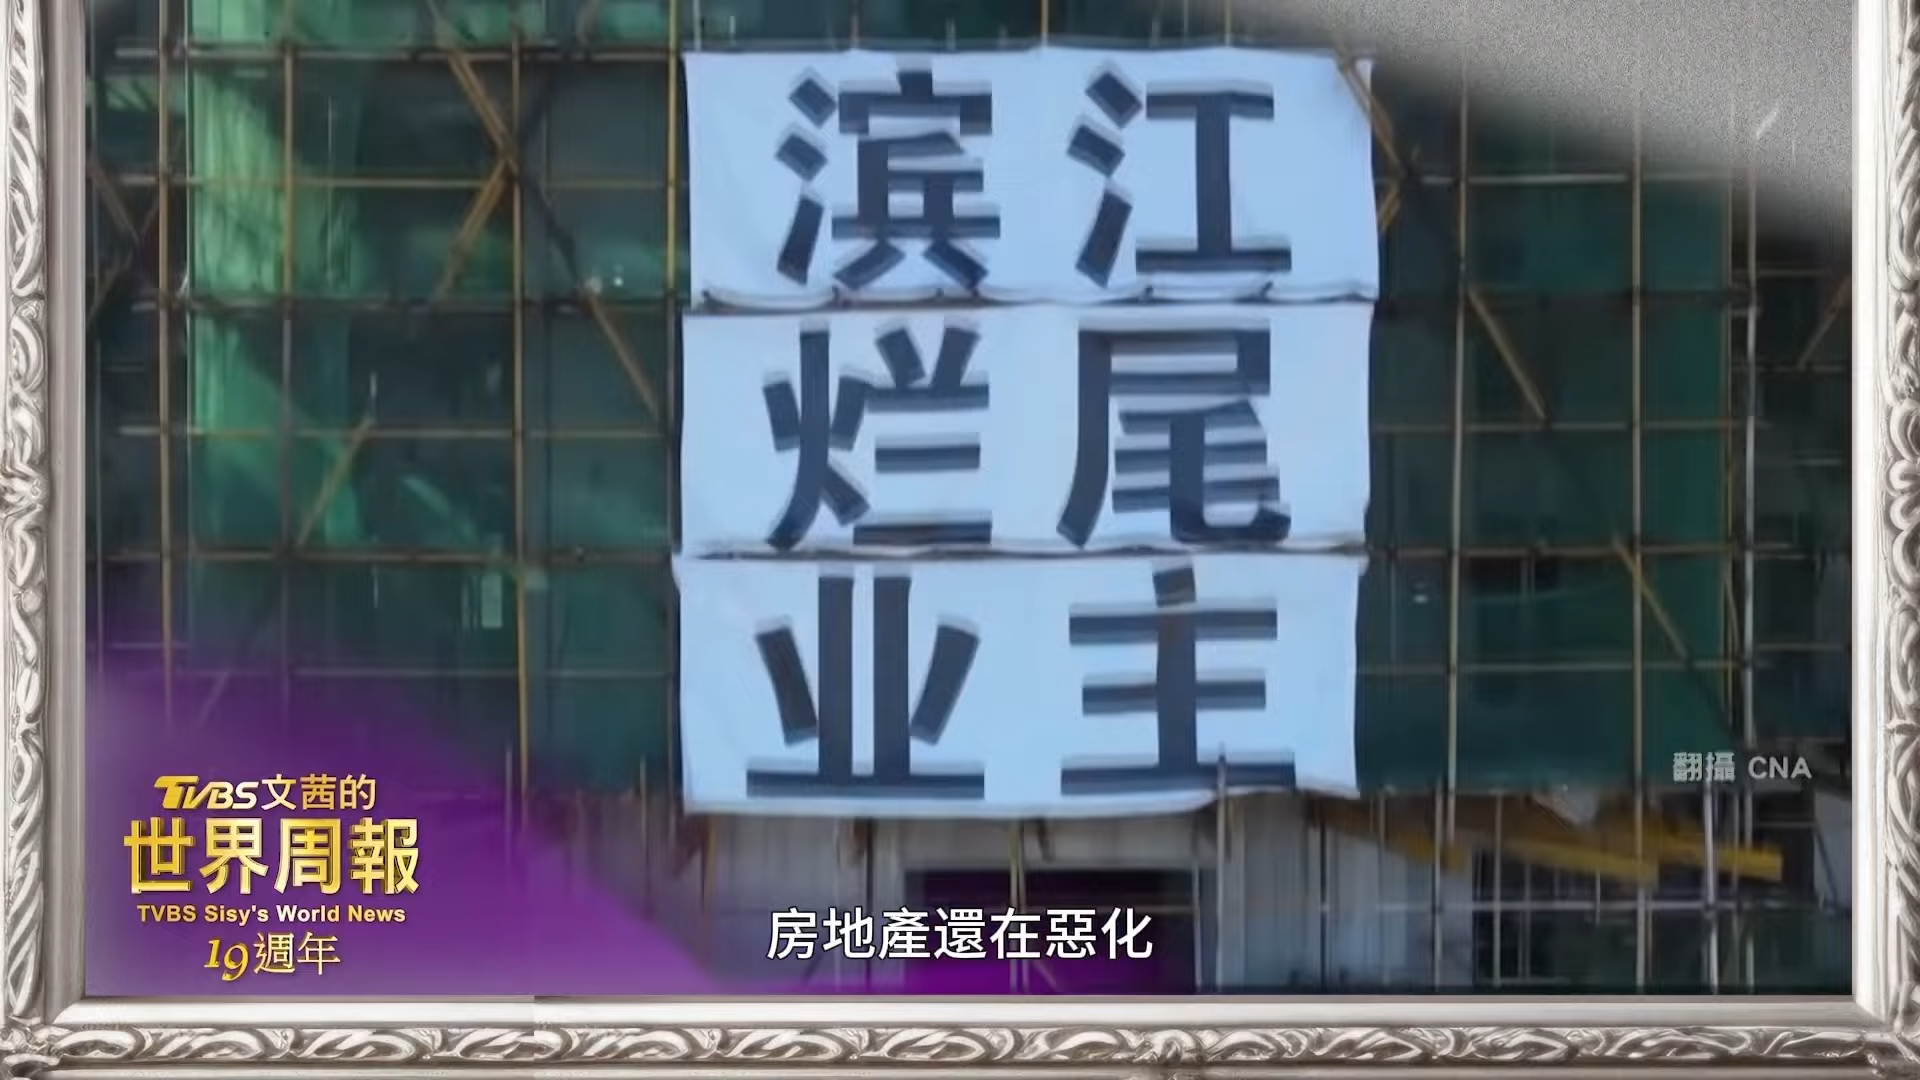 滨江
烂尾
业主
翻攝 CNA
TVBS文茜的
世界周報
TVBS Sisy's World News
19週年
房地產還在惡化